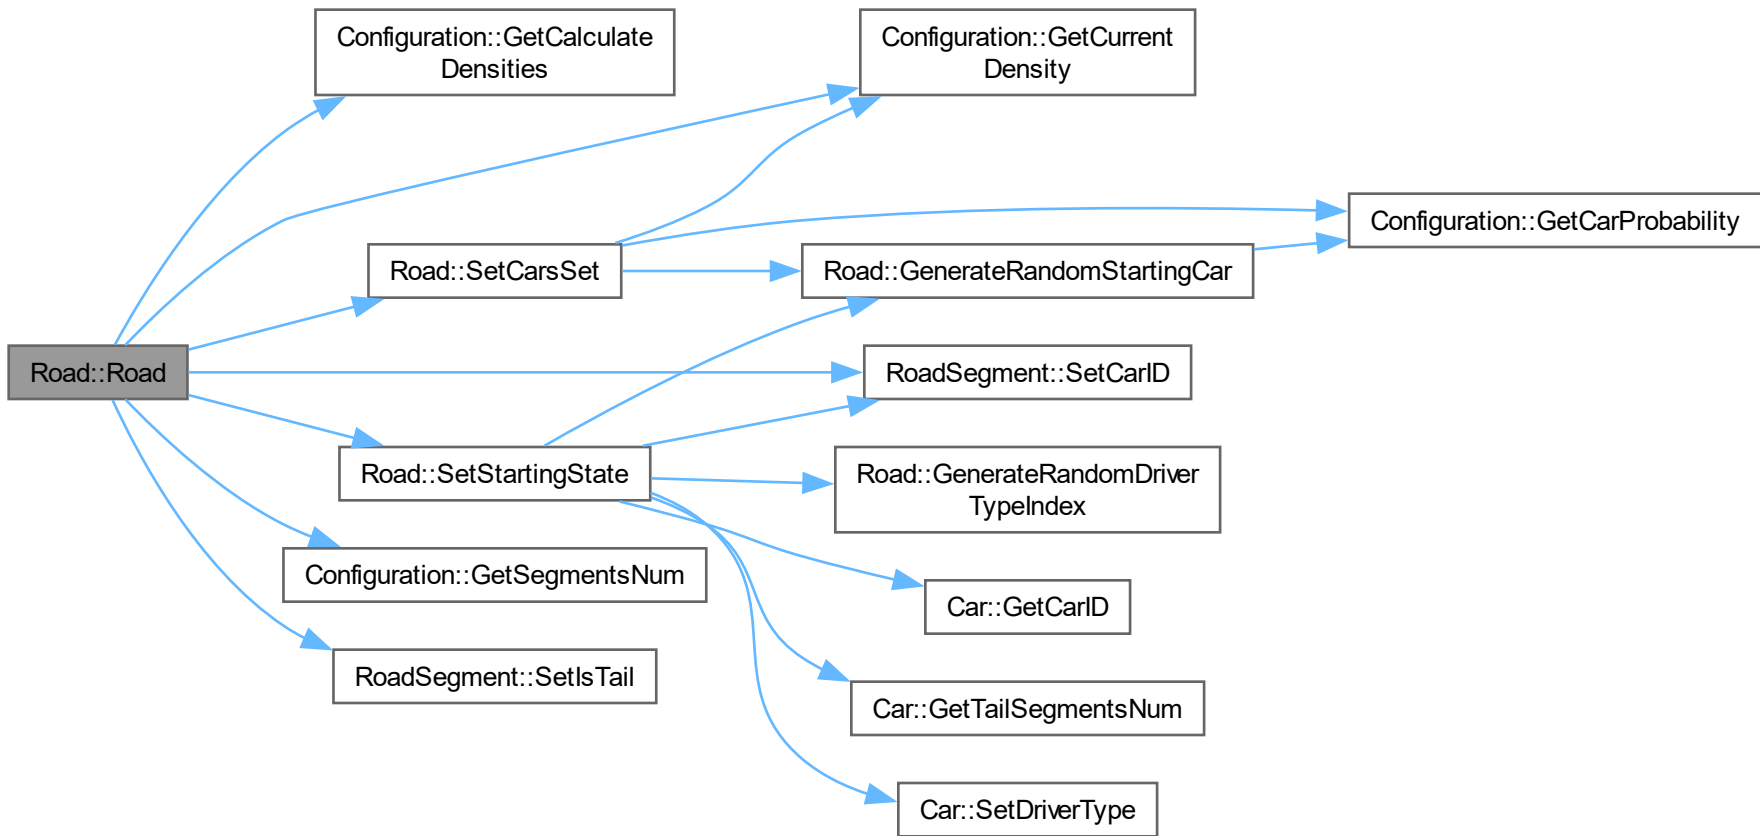 Configuration::GetCalculate
Densities
Configuration::GetCurrent
Density
Configuration::GetCarProbability
Road::SetCarsSet
Road::GenerateRandomStartingCar
Road::Road
RoadSegment::SetCarID
Road::SetStartingState
Road::GenerateRandomDriver
TypeIndex
Configuration::GetSegmentsNum
Car::GetCarID
RoadSegment::SetIsTail
Car::GetTailSegmentsNum
Car::SetDriverType